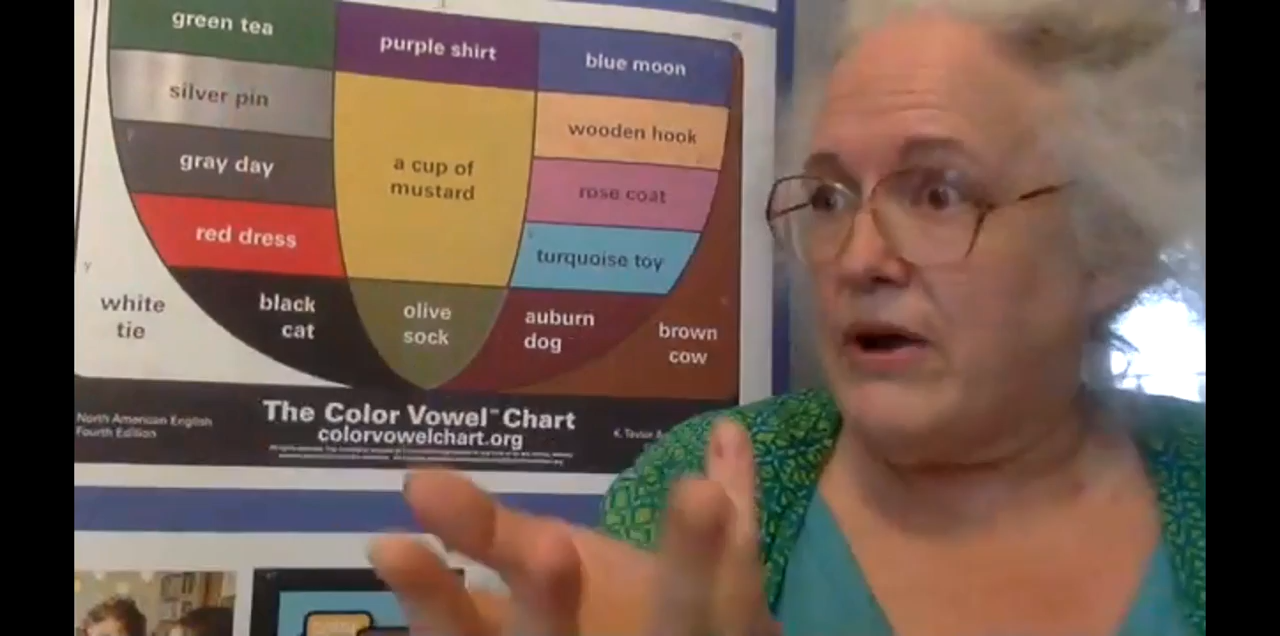 green tea
purple shirt
blue moon
silver pin
wooden hook
gray day
a cup of
mustard
rose coat
red dress
turquoise toy
white
tie
black
cat
olive
sock
auburn
dog
brown
cow
North American English
Fourth Edition
The Color Vowel™ Chart
colorvowelchart.org
K. Taylor